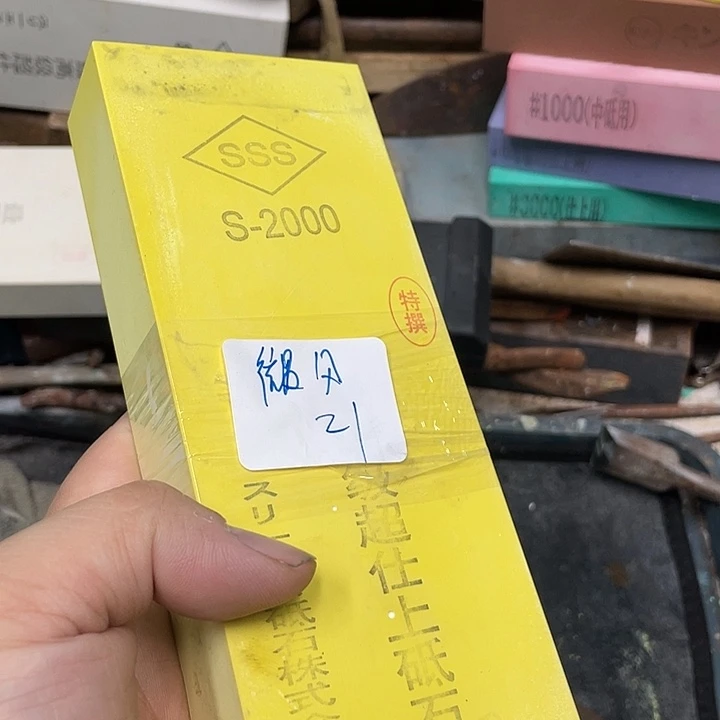 SSS
S-2000
特撰
21
級超仕上砥石
スリー
砥石株式会
#1000(中砥用)
#3000(仕上用)